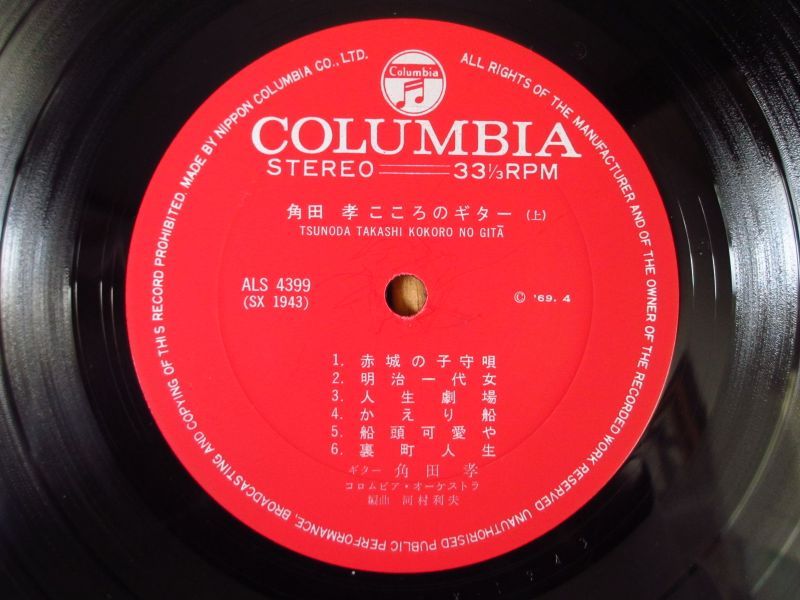 MADE BY NIPPON COLUMBIA CO., LTD.
ALL RIGHTS OF THE MANUFACTURER AND OF THE OWNER OF THE RECORDED WORK RESERVED UNAUTHORISED PUBLIC PERFORMANCE, BROADCASTING AND COPYING OF THIS RECORD PROHIBITED.
Columbia
COLUMBIA
STEREO 33 1/3 RPM
角田 孝 こころのギター (上)
TSUNODA TAKASHI KOKORO NO GITĀ
ALS 4399
(SX 1943)
© '69. 4
1. 赤城の子守唄
2. 明治一代女
3. 人生劇場
4. かえり船
5. 船頭可愛や
6. 裏町人生
ギター 角田 孝
コロムビア・オーケストラ
編曲 河村利夫